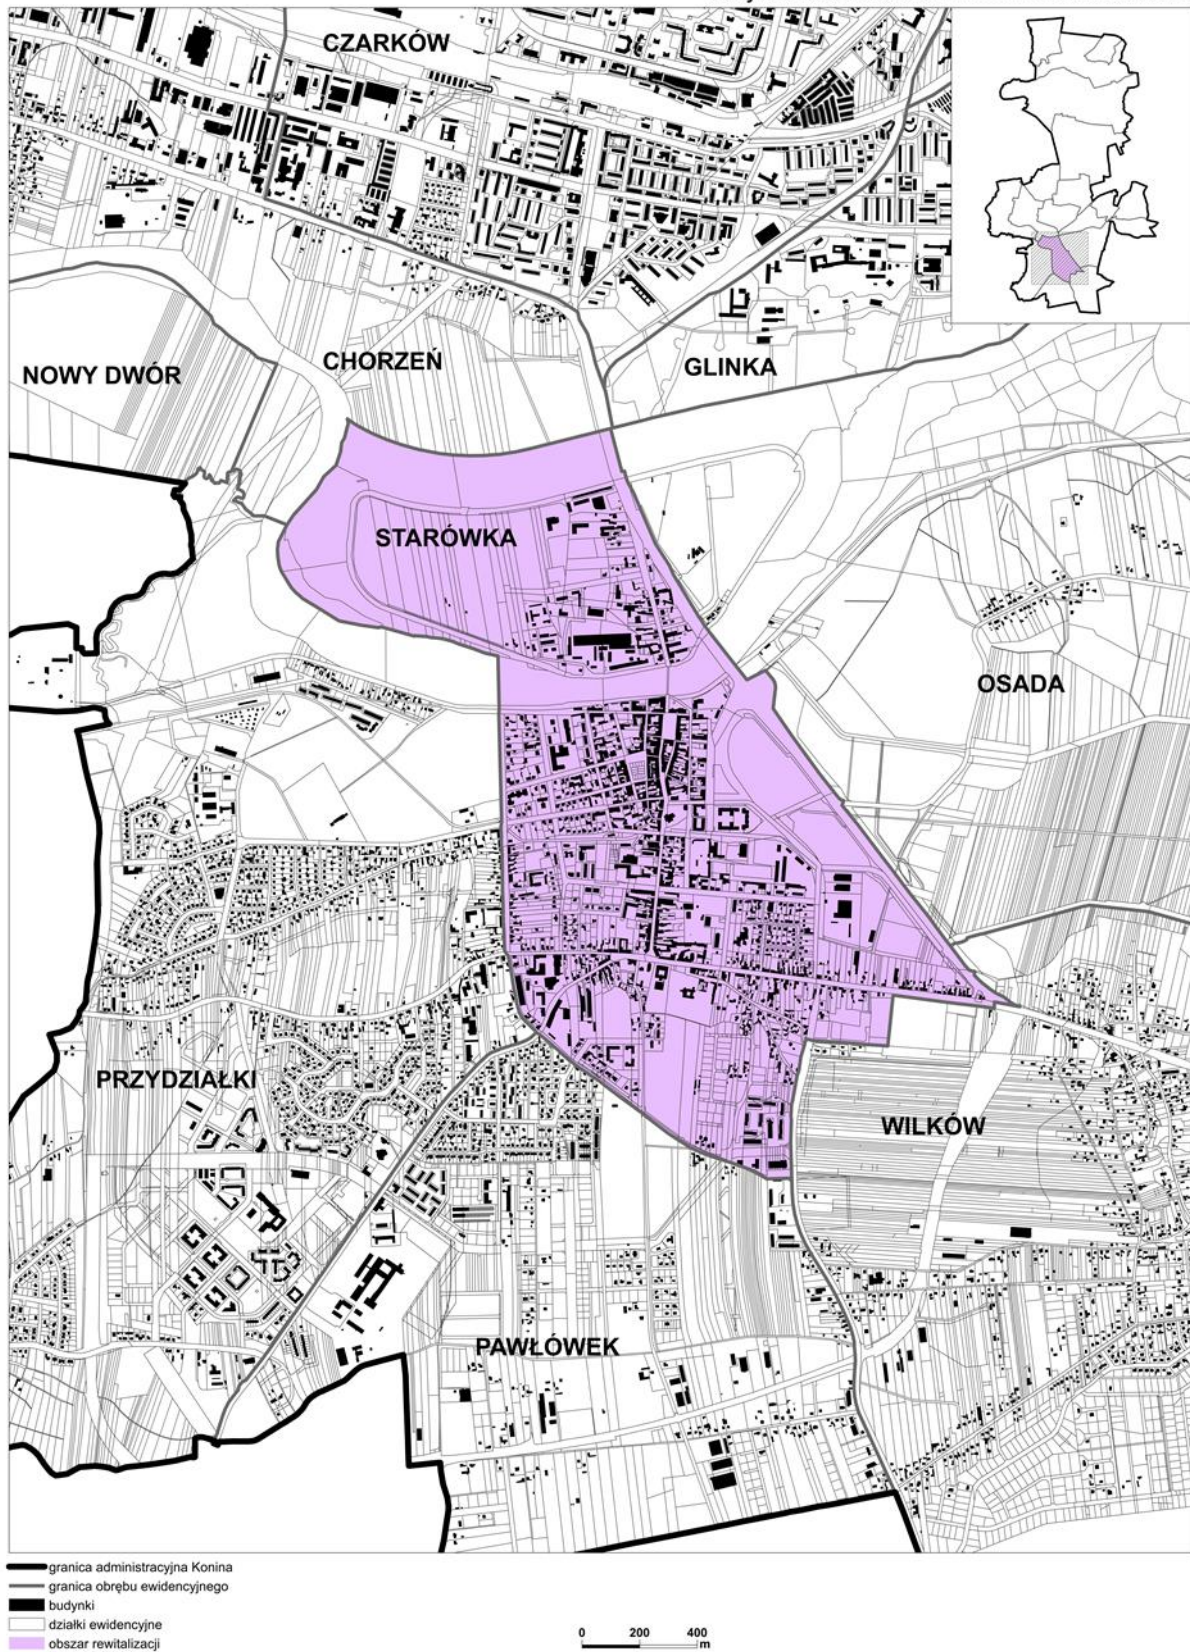 CZARKÓW
CHORZEŃ
GLINKA
NOWY DWÓR
STARÓWKA
OSADA
PRZYDZIAŁKI
WILKÓW
PAWŁÓWEK
granica administracyjna Konina
granica obrębu ewidencyjnego
budynki
działki ewidencyjne
obszar rewitalizacji
0 200 400
m